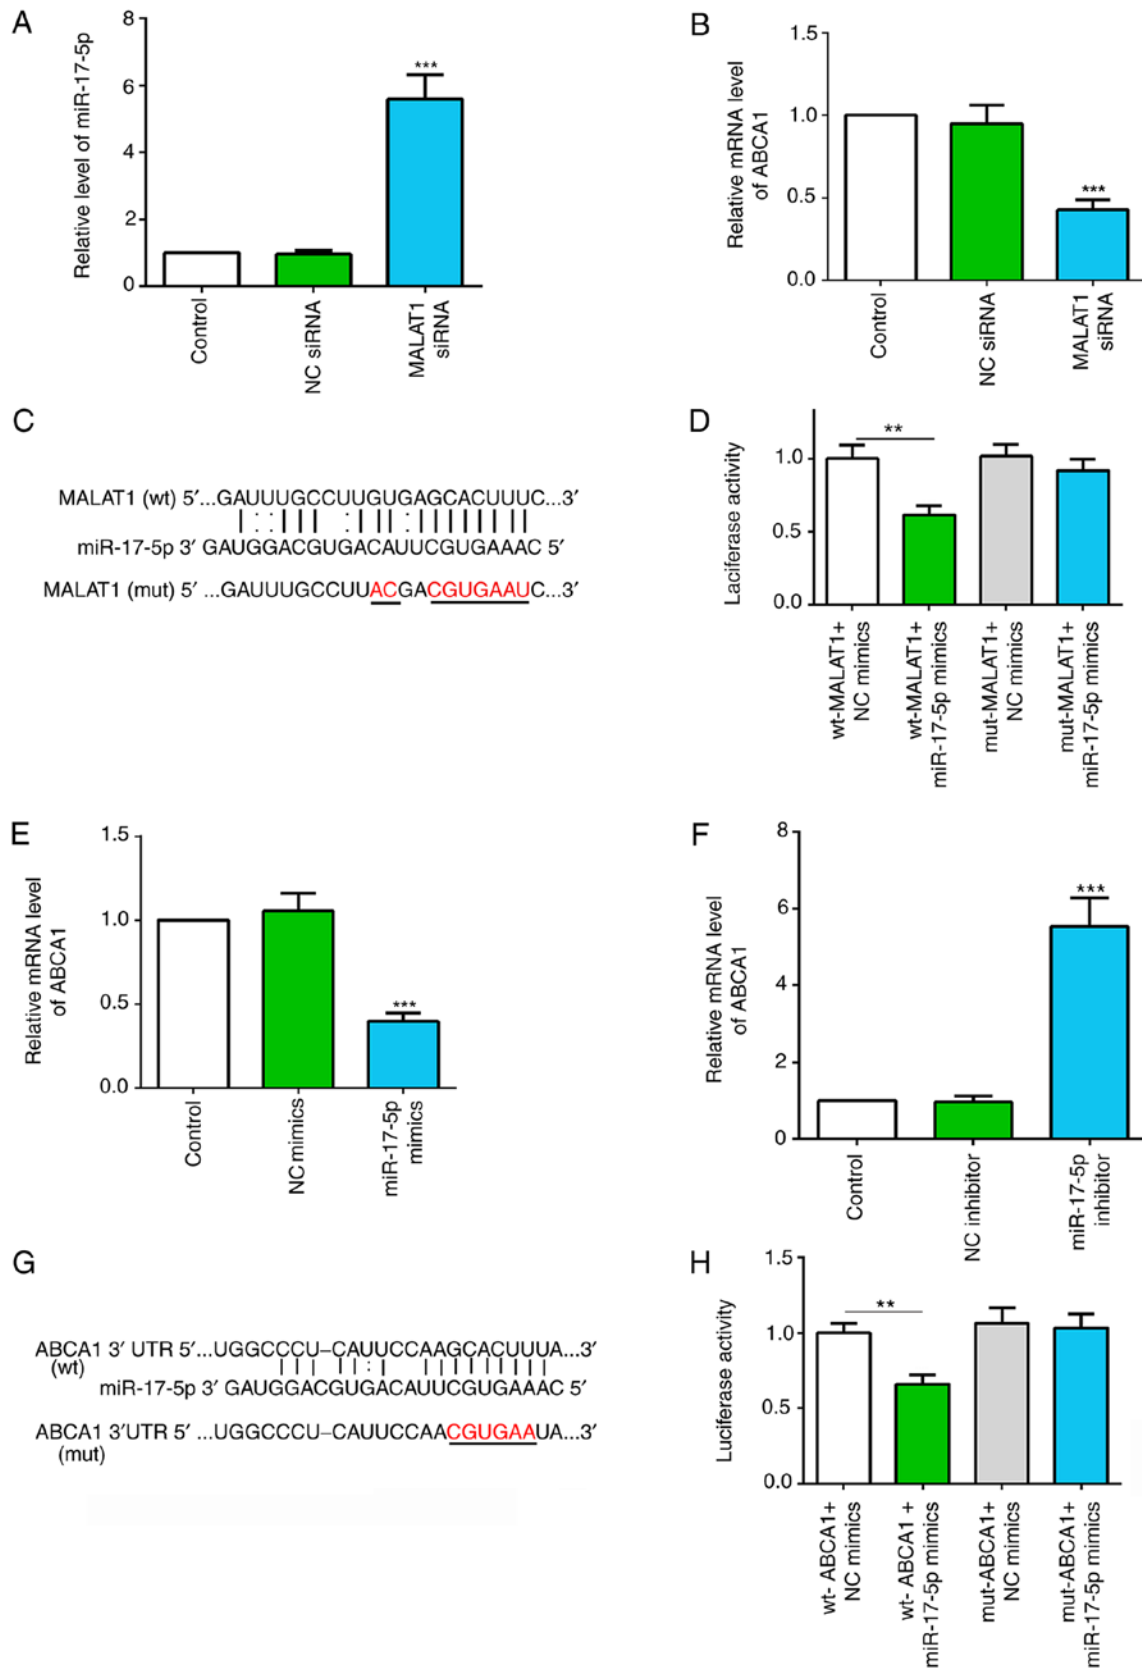 A
Relative level of miR-17-5p
8
6
4
2
0
***
Control
NC siRNA
MALAT1
siRNA
B
Relative mRNA level
of ABCA1
1.5
1.0
0.5
0.0
***
Control
NC siRNA
MALAT1
siRNA
C
MALAT1 (wt) 5′...GAUUUGCCUUGUGAGCACUUUC...3′
miR-17-5p 3′ GAUGGACGUGACAUUCGUGAAAC 5′
MALAT1 (mut) 5′ ...GAUUUGCCUUACGACGUGAAUC...3′
D
Laciferase activity
1.0
0.5
0.0
**
wt-MALAT1+
NC mimics
wt-MALAT1+
miR-17-5p mimics
mut-MALAT1+
NC mimics
mut-MALAT1+
miR-17-5p mimics
E
Relative mRNA level
of ABCA1
1.5
1.0
0.5
0.0
***
Control
NC mimics
miR-17-5p
mimics
F
Relative mRNA level
of ABCA1
8
6
4
2
0
***
Control
NC inhibitor
miR-17-5p
inhibitor
G
ABCA1 3′ UTR 5′...UGGCCCU–CAUUCCAAGCACUUUA...3′
(wt)
miR-17-5p 3′ GAUGGACGUGACAUUCGUGAAAC 5′
ABCA1 3′UTR 5′ ...UGGCCCU–CAUUCCAACGUGAAUA...3′
(mut)
H
Luciferase activity
1.5
1.0
0.5
0.0
**
wt- ABCA1+
NC mimics
wt- ABCA1 +
miR-17-5p mimics
mut-ABCA1+
NC mimics
mut-ABCA1+
miR-17-5p mimics